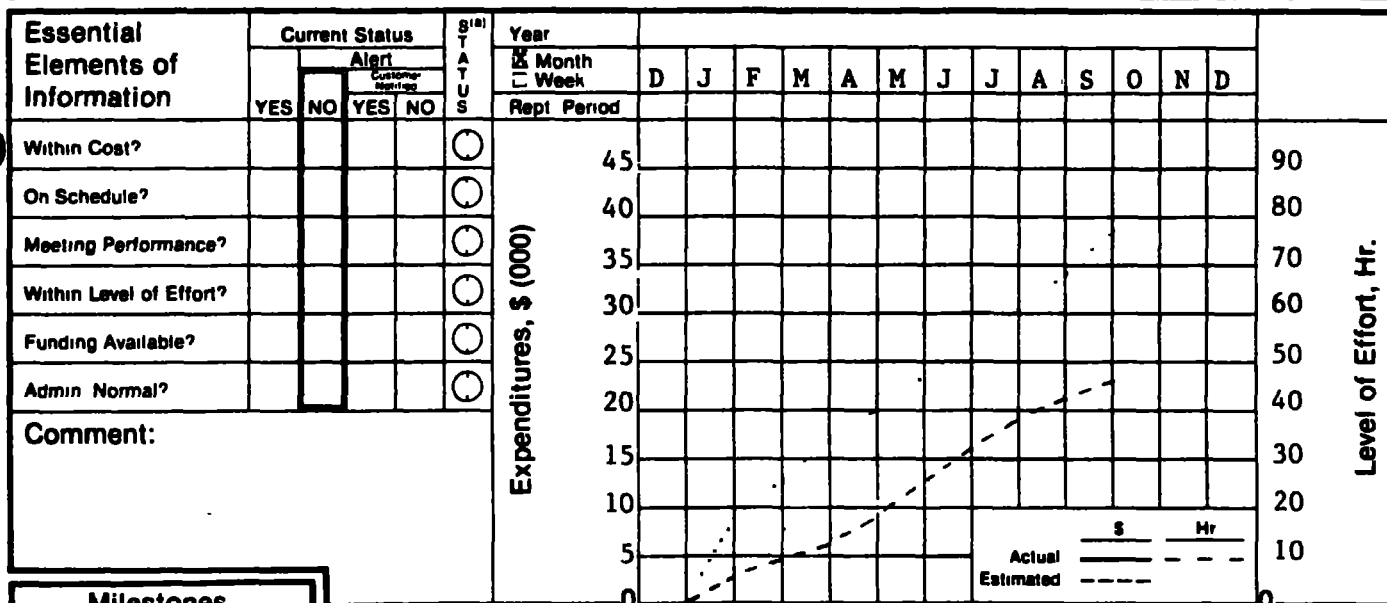 Essential
Elements of
Information
Current Status
Alert
Customer
Notified
YES NO YES NO
S(a)
T
A
T
U
S
Year
Month
Week
Rept Period
D J F M A M J J A S O N D
Within Cost?
On Schedule?
Meeting Performance?
Within Level of Effort?
Funding Available?
Admin Normal?
Comment:
Milestones
Expenditures, $ (000)
45
40
35
30
25
20
15
10
5
0
90
80
70
60
50
40
30
20
10
0
Level of Effort, Hr.
$ Hr
Actual
Estimated